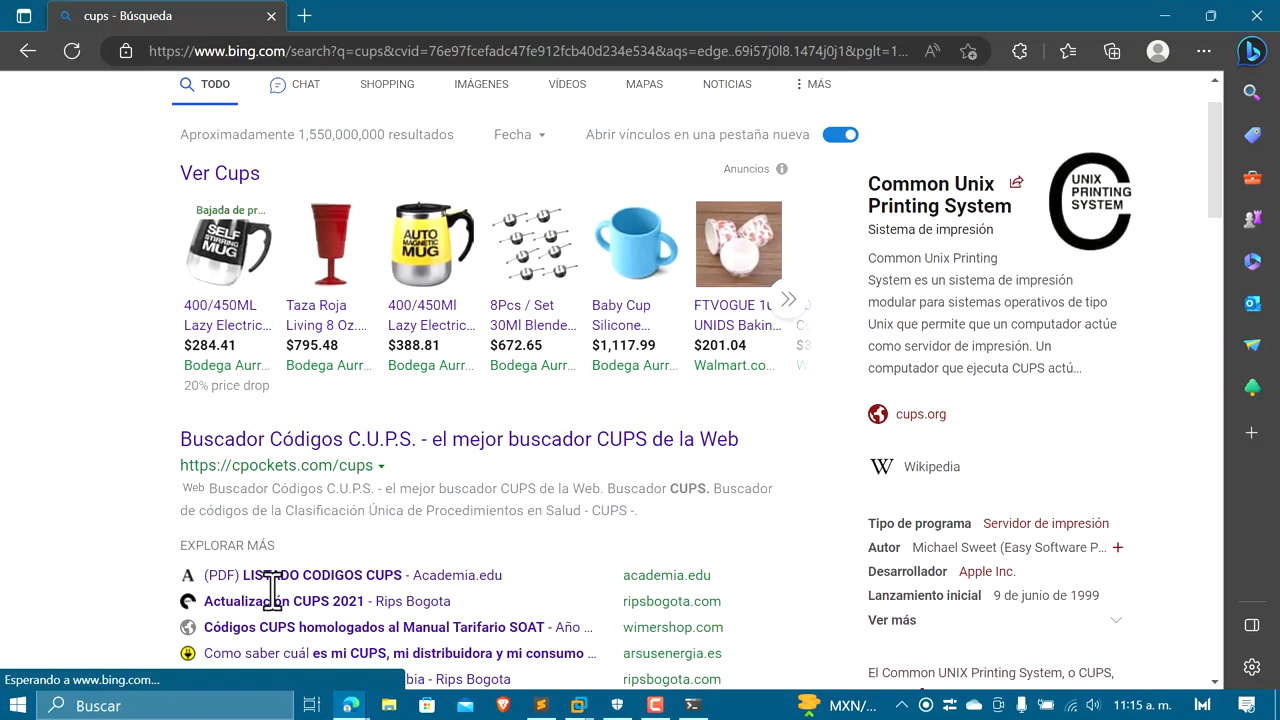 cups - Búsqueda
https://www.bing.com/search?q=cups&cvid=76e97fcefadc47fe912fcb40d234e534&aqs=edge..69i57j0l8.1474j0j1&pglt=1...
TODO CHAT SHOPPING IMÁGENES VÍDEOS MAPAS NOTICIAS MÁS
Aproximadamente 1,550,000,000 resultados Fecha Abrir vínculos en una pestaña nueva
Ver Cups
Anuncios
Bajada de pr...
SELF
STIRRING
MUG
AUTO
MAGNETIC
MUG
400/450ML
Lazy Electric...
$284.41
Bodega Aurr...
20% price drop
Taza Roja
Living 8 Oz....
$795.48
Bodega Aurr...
400/450Ml
Lazy Electric...
$388.81
Bodega Aurr...
8Pcs / Set
30Ml Blende...
$672.65
Bodega Aurr...
Baby Cup
Silicone...
$1,117.99
Bodega Aurr...
FTVOGUE
UNIDS Bakin...
$201.04
Walmart.co...
Buscador Códigos C.U.P.S. - el mejor buscador CUPS de la Web
https://cpockets.com/cups
Web Buscador Códigos C.U.P.S. - el mejor buscador CUPS de la Web. Buscador CUPS. Buscador
de códigos de la Clasificación Única de Procedimientos en Salud - CUPS -.
EXPLORAR MÁS
(PDF) LISTADO CODIGOS CUPS - Academia.edu academia.edu
Actualización CUPS 2021 - Rips Bogota ripsbogota.com
Códigos CUPS homologados al Manual Tarifario SOAT - Año ... wimershop.com
Como saber cuál es mi CUPS, mi distribuidora y mi consumo ... arsusenergia.es
bia - Rips Bogota ripsbogota.com
Common Unix
Printing System
Sistema de impresión
UNIX
PRINTING
SYSTEM
Common Unix Printing
System es un sistema de impresión
modular para sistemas operativos de tipo
Unix que permite que un computador actúe
como servidor de impresión. Un
computador que ejecuta CUPS actú...
cups.org
W Wikipedia
Tipo de programa Servidor de impresión
Autor Michael Sweet (Easy Software P...
Desarrollador Apple Inc.
Lanzamiento inicial 9 de junio de 1999
Ver más
El Common UNIX Printing System, o CUPS,
Esperando a www.bing.com...
Buscar
MXN/...
11:15 a. m.